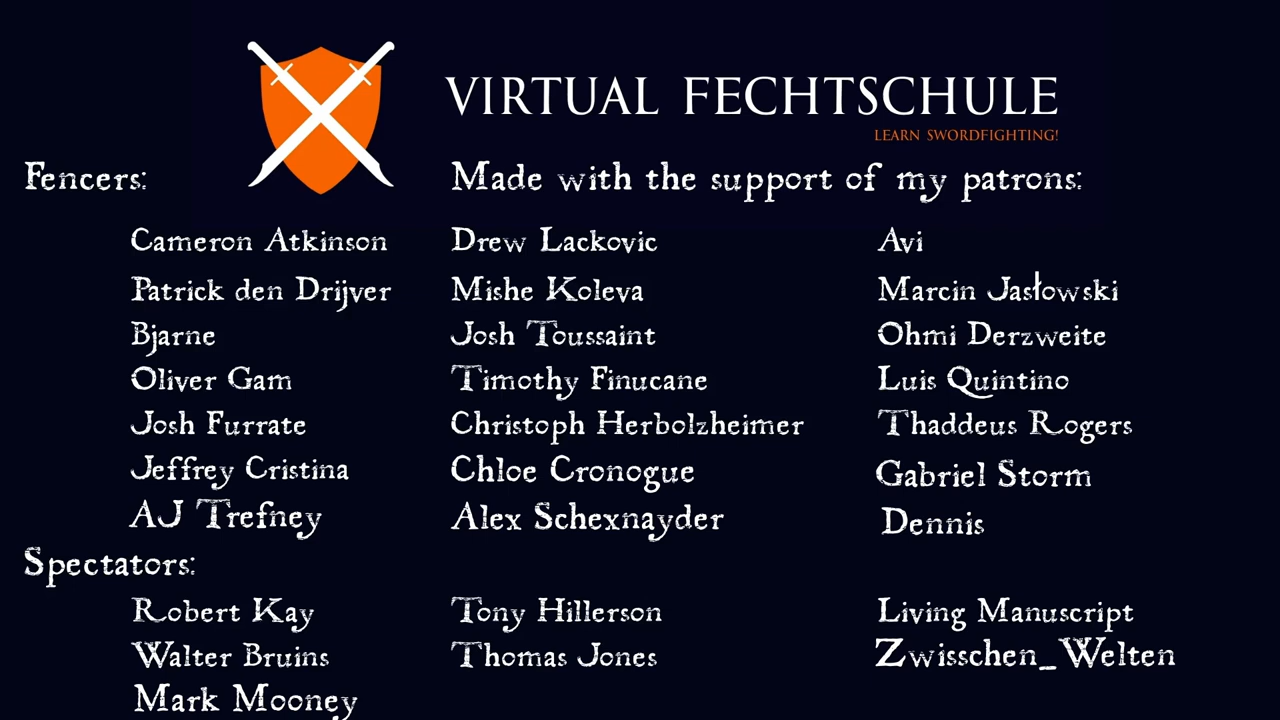 VIRTUAL FECHTSCHULE
LEARN SWORDFIGHTING!
Made with the support of my patrons:
Fencers:
Cameron Atkinson Drew Lackovic Avi
Patrick den Drijver Mishe Koleva Marcin Jasłowski
Bjarne Josh Toussaint Ohmi Derzweite
Oliver Gam Timothy Finucane Luis Quintino
Josh Furrate Christoph Herbolzheimer Thaddeus Rogers
Jeffrey Cristina Chloe Cronogue Gabriel Storm
AJ Trefney Alex Schexnayder Dennis
Spectators:
Robert Kay Tony Hillerson Living Manuscript
Walter Bruins Thomas Jones Zwisschen_Welten
Mark Mooney